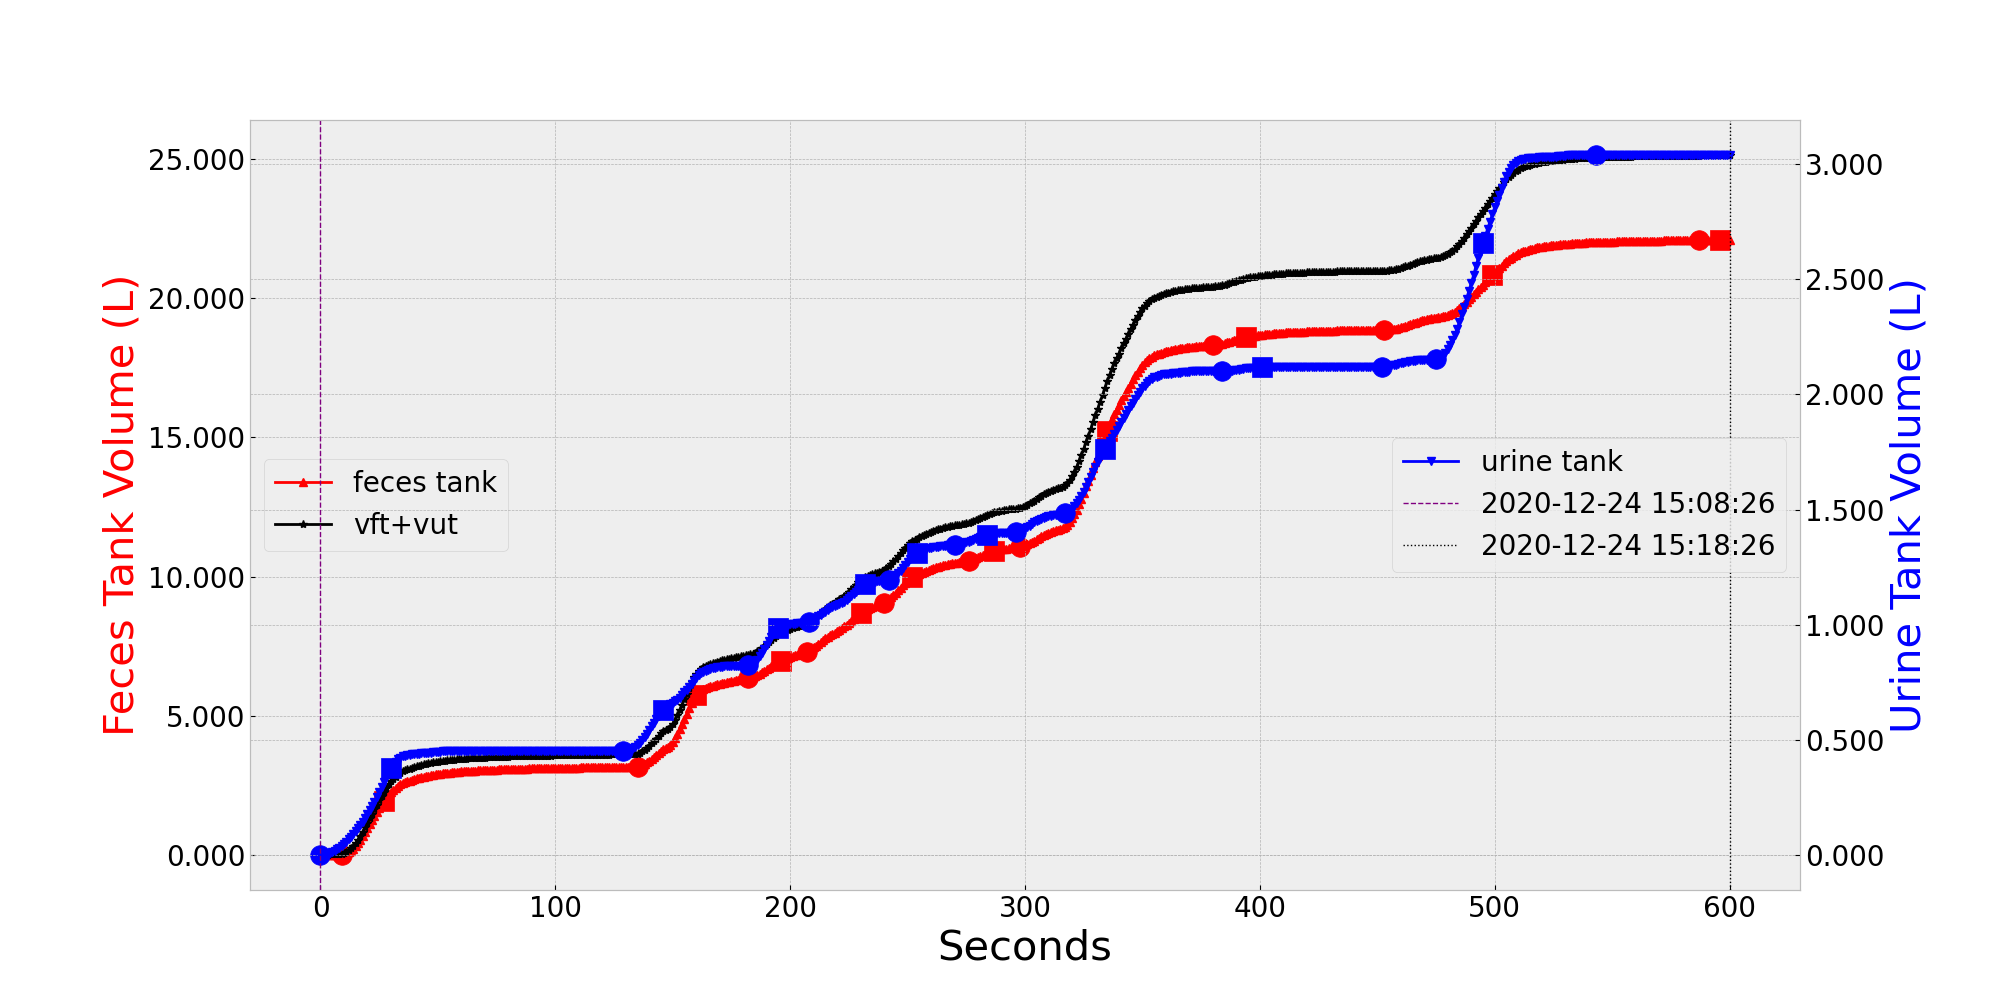 Feces Tank Volume (L)
25.000
20.000
15.000
10.000
5.000
0.000
feces tank
vft+vut
0 100 200 300 400 500 600
Seconds
urine tank
2020-12-24 15:08:26
2020-12-24 15:18:26
3.000
2.500
2.000
1.500
1.000
0.500
0.000
Urine Tank Volume (L)